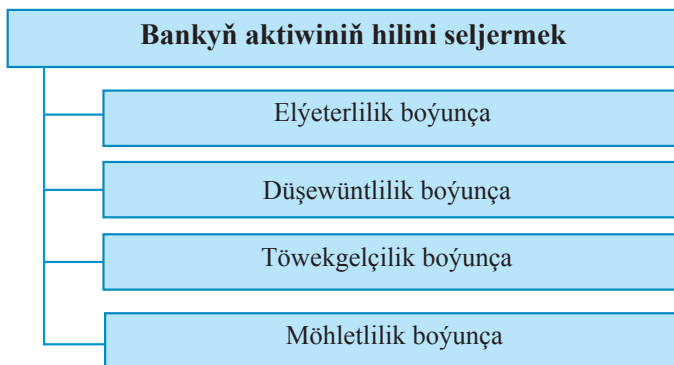 Bankyň aktiwiniň hilini seljermek
Elýeterlilik boýunça
Düşewüntlilik boýunça
Töwekgelçilik boýunça
Möhletlilik boýunça